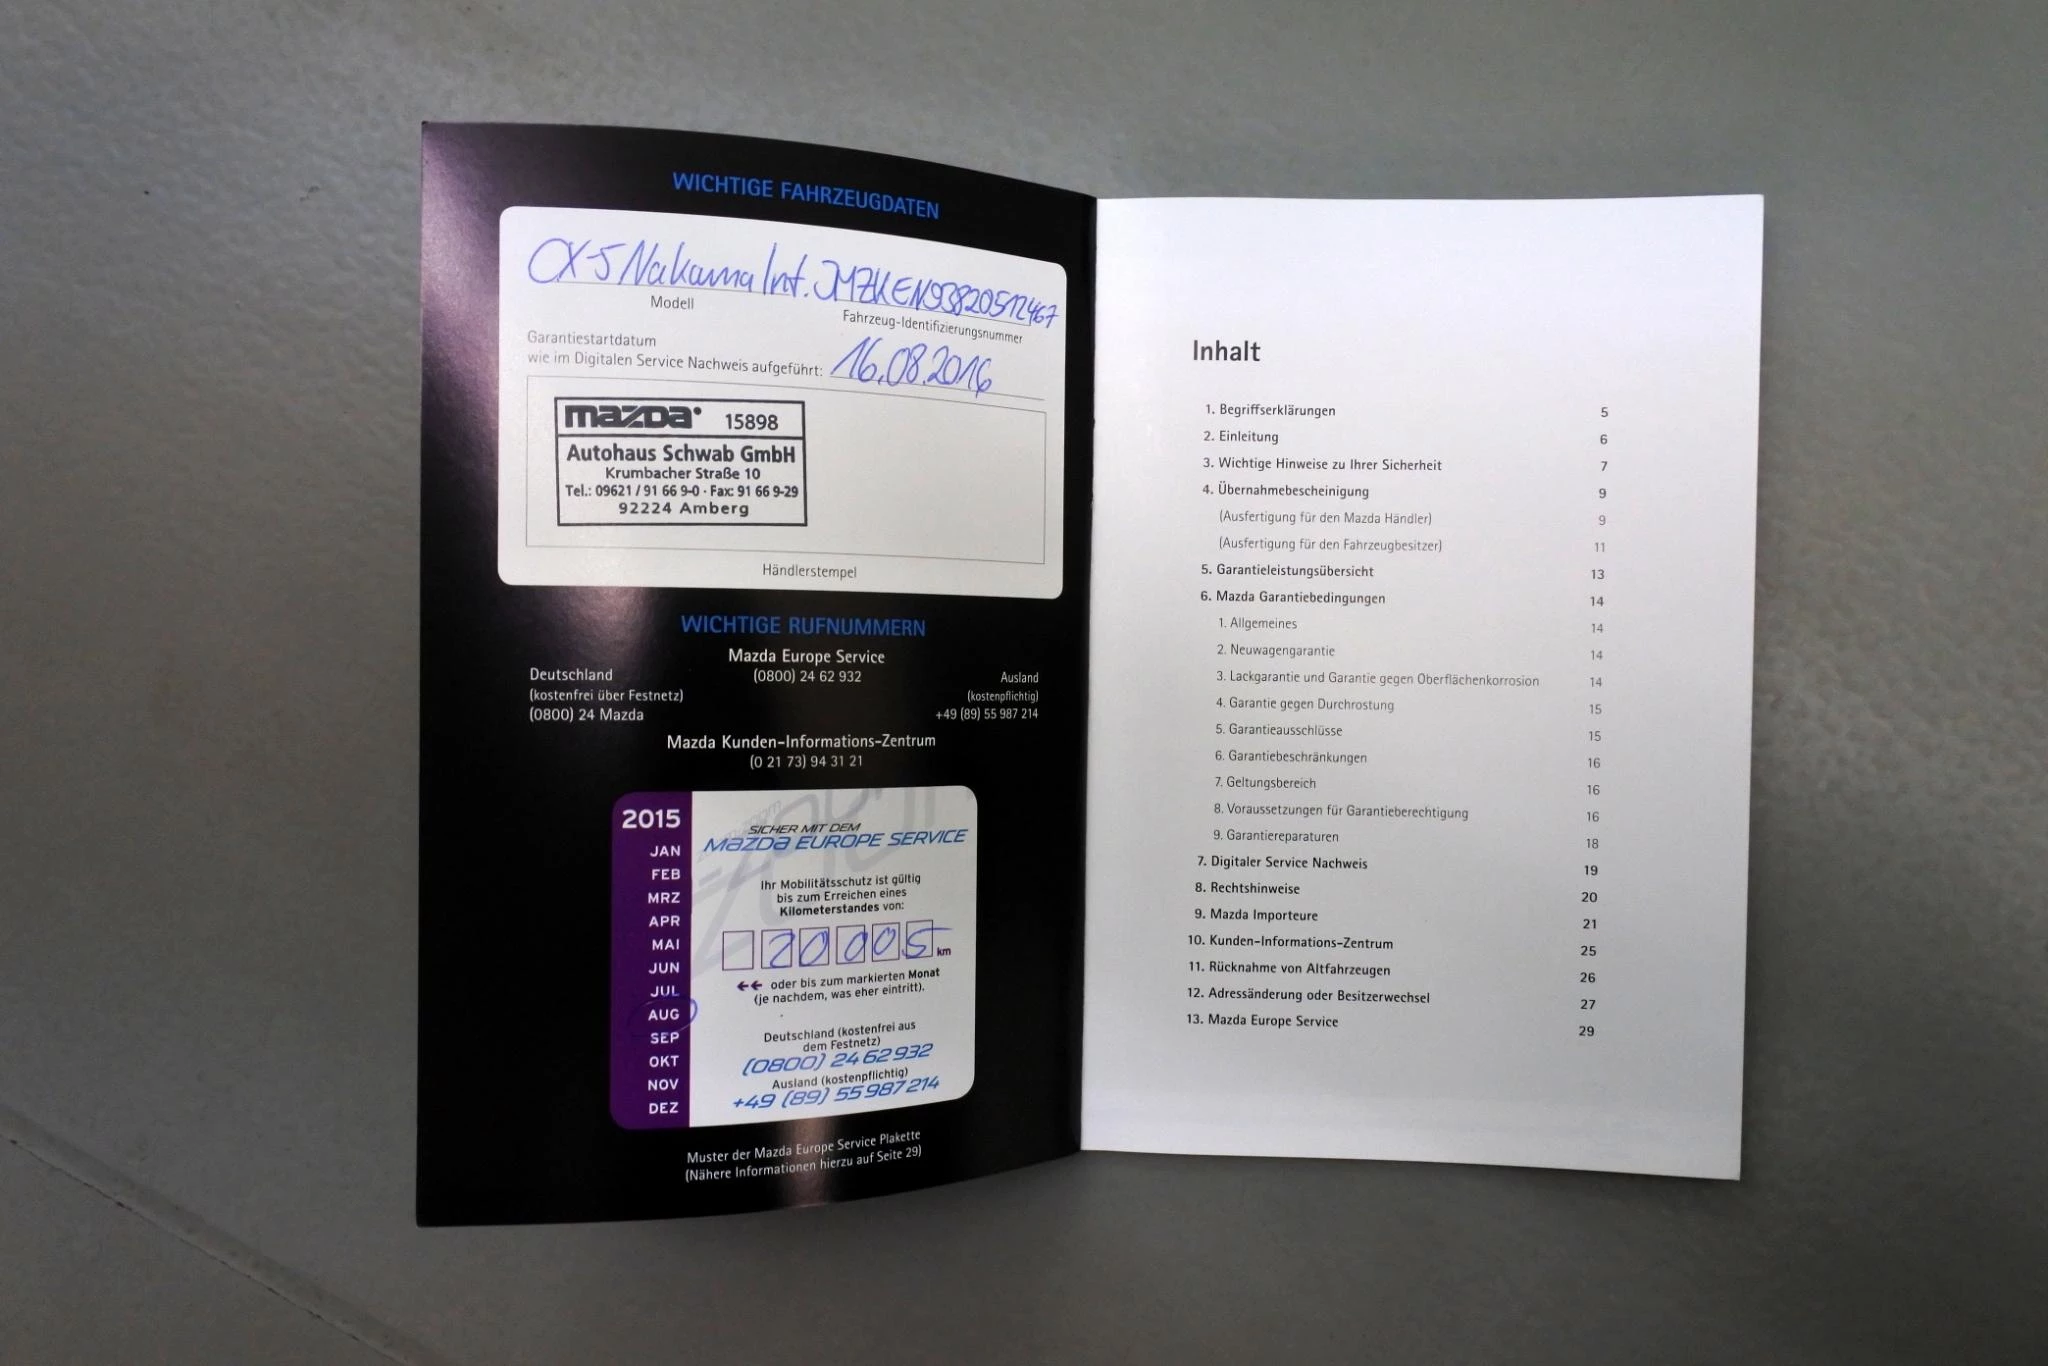 WICHTIGE FAHRZEUGDATEN
CX-5 Nakama Int. JMZKEN93820512467
Modell
Fahrzeug-Identifizierungsnummer
Garantiestartdatum
wie im Digitalen Service Nachweis aufgeführt: 16.08.2016
mazda 15898
Autohaus Schwab GmbH
Krumbacher Straße 10
Tel.: 09621 / 91 66 9-0 · Fax: 91 66 9-29
92224 Amberg
Händlerstempel
WICHTIGE RUFNUMMERN
Mazda Europe Service
(0800) 24 62 932
Deutschland
(kostenfrei über Festnetz)
(0800) 24 Mazda
Ausland
(kostenpflichtig)
+49 (89) 55 987 214
Mazda Kunden-Informations-Zentrum
(0 21 73) 94 31 21
2015
JAN
FEB
MRZ
APR
MAI
JUN
JUL
AUG
SEP
OKT
NOV
DEZ
SICHER MIT DEM
mazda EUROPE SERVICE
Ihr Mobilitätsschutz ist gültig
bis zum Erreichen eines
Kilometerstandes von:
20005 km
oder bis zum markierten Monat
(je nachdem, was eher eintritt).
Deutschland (kostenfrei aus
dem Festnetz)
(0800) 24 62 932
Ausland (kostenpflichtig)
+49 (89) 55 987 214
Muster der Mazda Europe Service Plakette
(Nähere Informationen hierzu auf Seite 29)
Inhalt
1. Begriffserklärungen 5
2. Einleitung 6
3. Wichtige Hinweise zu Ihrer Sicherheit 7
4. Übernahmebescheinigung 9
(Ausfertigung für den Mazda Händler) 9
(Ausfertigung für den Fahrzeugbesitzer) 11
5. Garantieleistungsübersicht 13
6. Mazda Garantiebedingungen 14
1. Allgemeines 14
2. Neuwagengarantie 14
3. Lackgarantie und Garantie gegen Oberflächenkorrosion 14
4. Garantie gegen Durchrostung 15
5. Garantieausschlüsse 15
6. Garantiebeschränkungen 16
7. Geltungsbereich 16
8. Voraussetzungen für Garantieberechtigung 16
9. Garantiereparaturen 18
7. Digitaler Service Nachweis 19
8. Rechtshinweise 20
9. Mazda Importeure 21
10. Kunden-Informations-Zentrum 25
11. Rücknahme von Altfahrzeugen 26
12. Adressänderung oder Besitzerwechsel 27
13. Mazda Europe Service 29